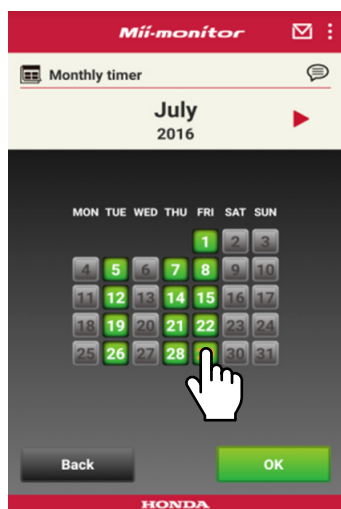 Mii-monitor
Monthly timer
July
2016
MON TUE WED THU FRI SAT SUN
1 2 3
4 5 6 7 8 9 10
11 12 13 14 15 16 17
18 19 20 21 22 23 24
25 26 27 28 30 31
Back OK
HONDA